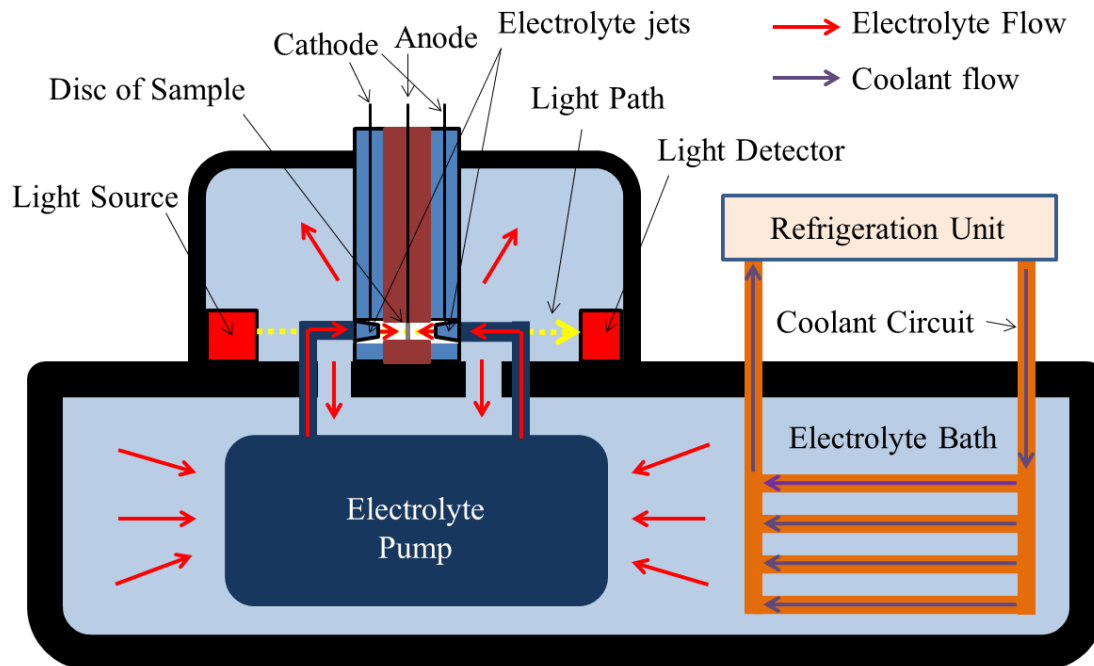 Cathode
Anode
Electrolyte jets
Electrolyte Flow
Coolant flow
Disc of Sample
Light Path
Light Detector
Light Source
Refrigeration Unit
Coolant Circuit
Electrolyte Bath
Electrolyte
Pump